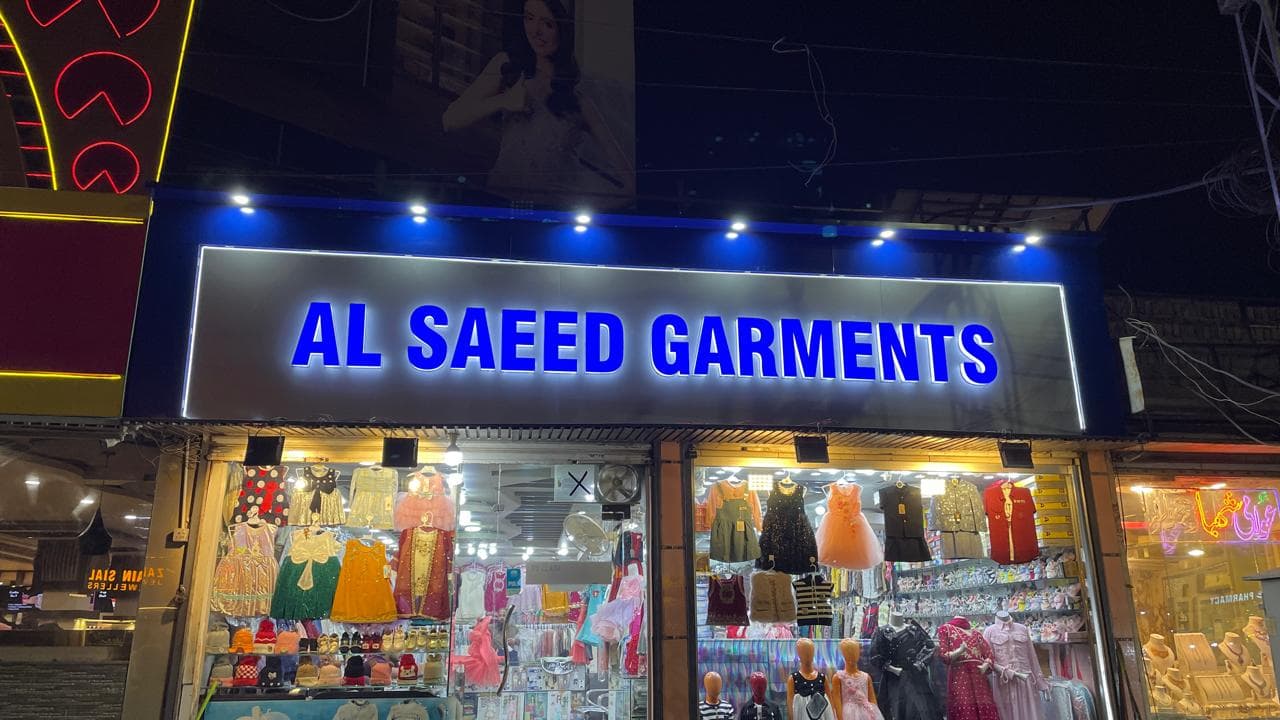 AL SAEED GARMENTS
ZAIN SIAL
JEWELLERS
PHARMACY